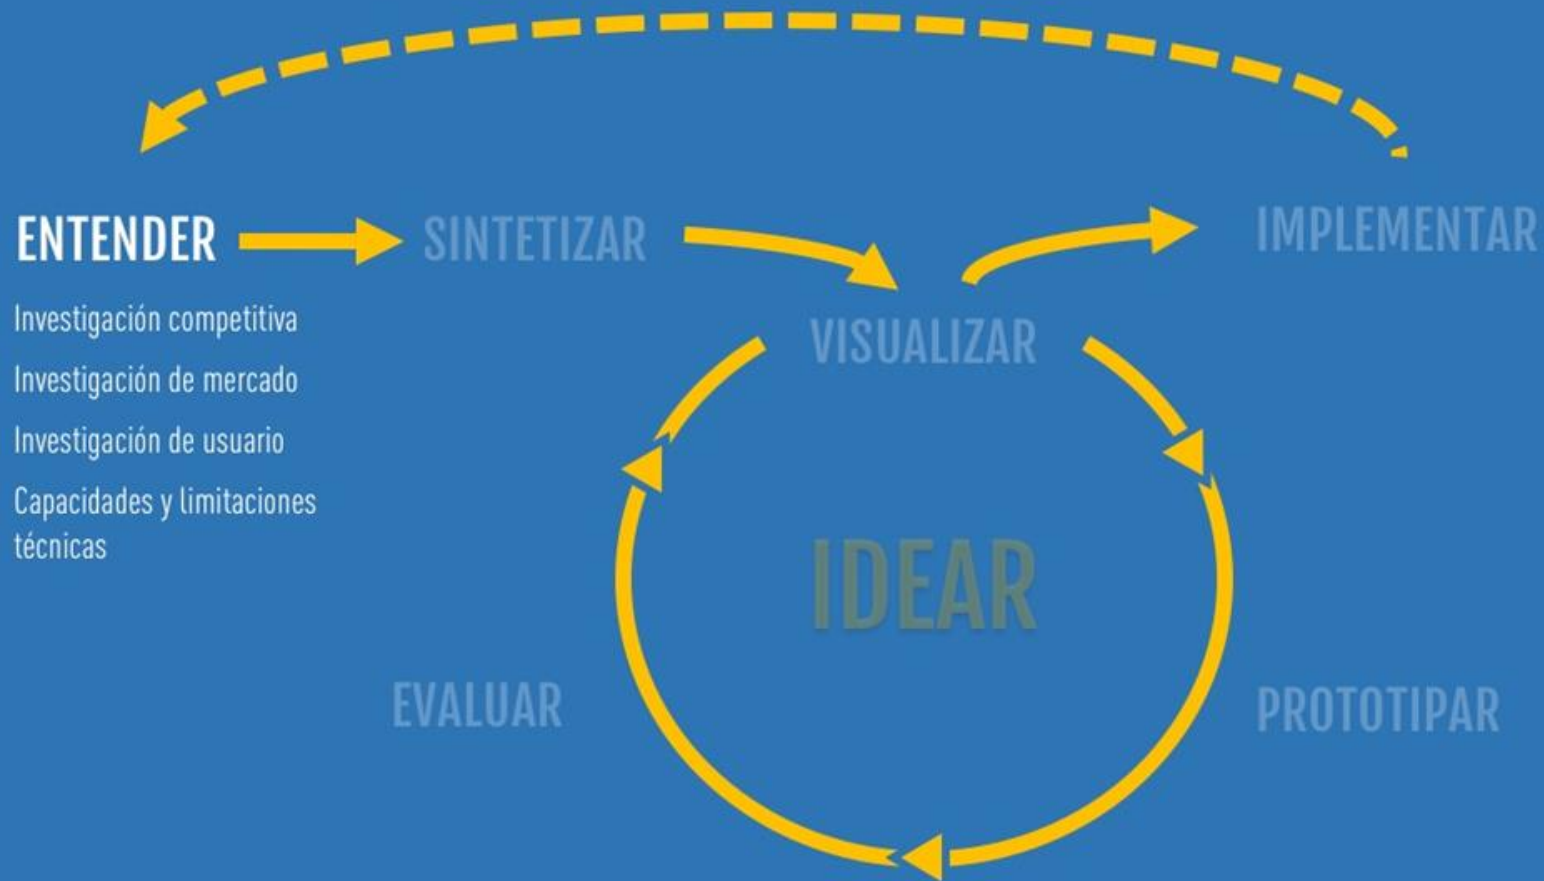 ENTENDER
Investigación competitiva
Investigación de mercado
Investigación de usuario
Capacidades y limitaciones
técnicas
SINTETIZAR
VISUALIZAR
IMPLEMENTAR
IDEAR
EVALUAR
PROTOTIPAR